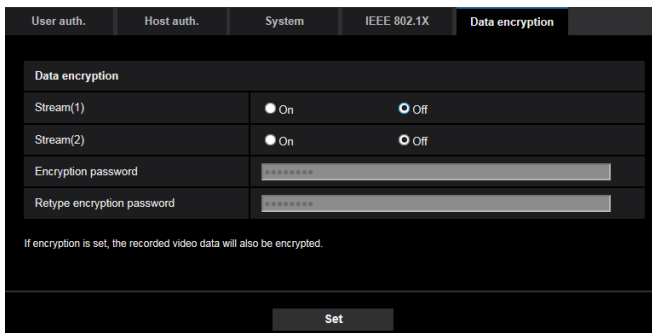 User auth. Host auth. System IEEE 802.1X Data encryption
Data encryption
Stream(1) On Off
Stream(2) On Off
Encryption password ••••••••
Retype encryption password ••••••••
If encryption is set, the recorded video data will also be encrypted.
Set